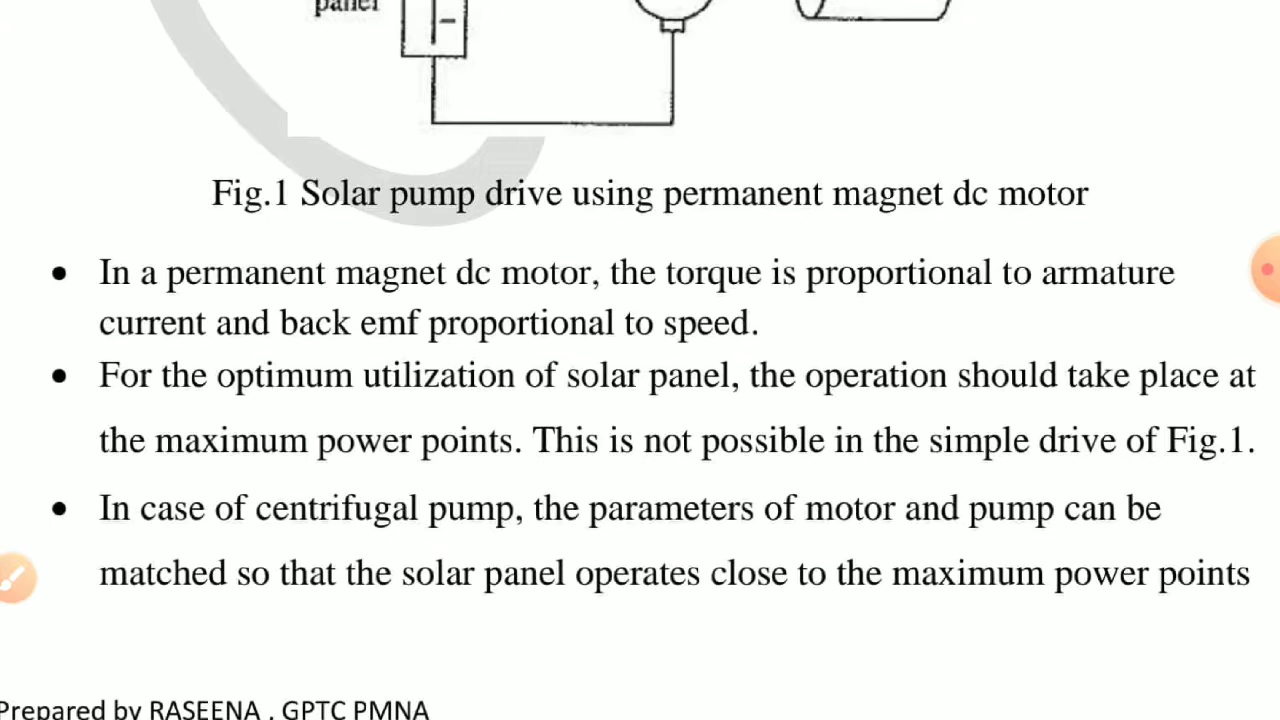 panel
Fig.1 Solar pump drive using permanent magnet dc motor
• In a permanent magnet dc motor, the torque is proportional to armature
current and back emf proportional to speed.
• For the optimum utilization of solar panel, the operation should take place at
the maximum power points. This is not possible in the simple drive of Fig.1.
• In case of centrifugal pump, the parameters of motor and pump can be
matched so that the solar panel operates close to the maximum power points
Prepared by RASEENA , GPTC PMNA